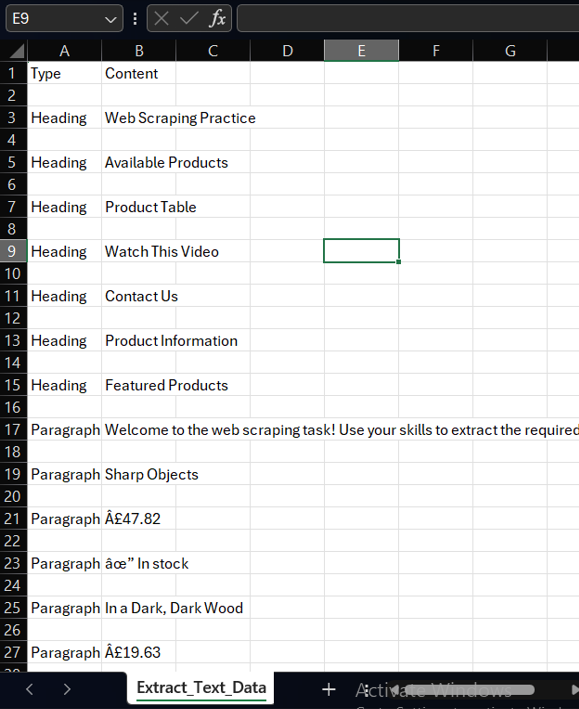 E9
fx
A B C D E F G
1 Type Content
2
3 Heading Web Scraping Practice
4
5 Heading Available Products
6
7 Heading Product Table
8
9 Heading Watch This Video
10
11 Heading Contact Us
12
13 Heading Product Information
14
15 Heading Featured Products
16
17 Paragraph Welcome to the web scraping task! Use your skills to extract the required
18
19 Paragraph Sharp Objects
20
21 Paragraph Â£47.82
22
23 Paragraph âœ” In stock
24
25 Paragraph In a Dark, Dark Wood
26
27 Paragraph Â£19.63
Extract_Text_Data
Activate Windows